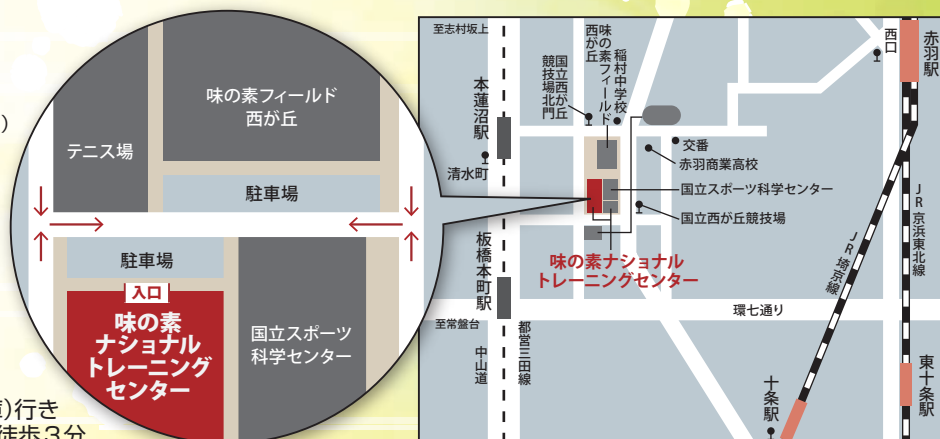 )
テニス場
味の素フィールド
西が丘
駐車場
駐車場
入口
味の素
ナショナル
トレーニング
センター
国立スポーツ
科学センター
)行き
徒歩3分
至志村坂上
本蓮沼駅
清水町
板橋本町駅
至常盤台
中山道
都営三田線
国立西が丘
競技場北門
味の素フィールド
西が丘
稲村中学校
交番
赤羽商業高校
国立スポーツ科学センター
国立西が丘競技場
味の素ナショナル
トレーニングセンター
環七通り
西口
赤羽駅
JR京浜東北線
JR埼京線
東十条駅
十条駅